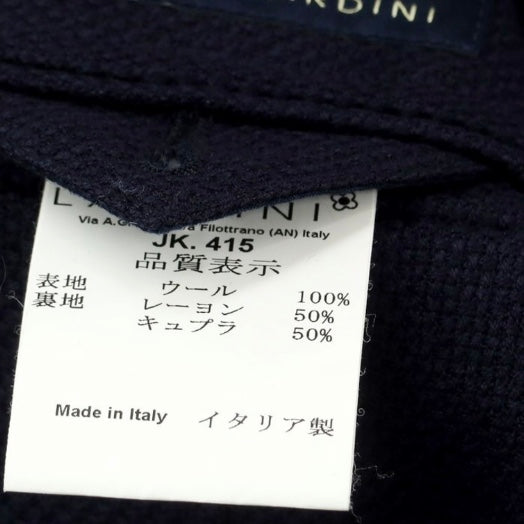 RDINI
Via A.G Filottrano (AN) Italy
JK. 415
品質表示
表地 ウール 100%
裏地 レーヨン 50%
キュプラ 50%
Made in Italy イタリア製